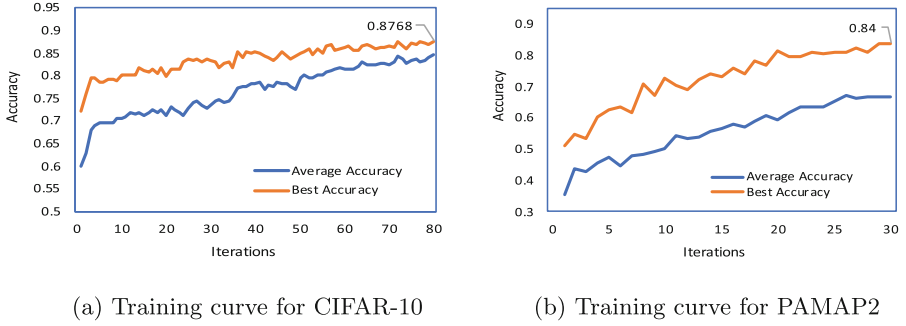 0.95
0.9
0.85
0.8
0.75
0.7
0.65
0.6
0.55
0.5
Accuracy
0.8768
Average Accuracy
Best Accuracy
0 10 20 30 40 50 60 70 80
Iterations
(a) Training curve for CIFAR-10
0.9
0.8
0.7
0.6
0.5
0.4
0.3
Accuracy
0.84
Average Accuracy
Best Accuracy
0 5 10 15 20 25 30
Iterations
(b) Training curve for PAMAP2